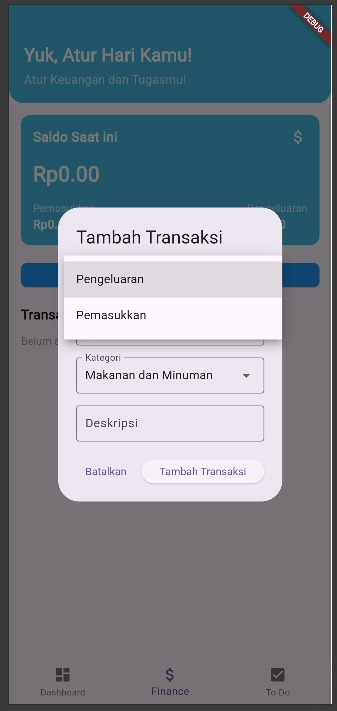 DEBUG
Yuk, Atur Hari Kamu!
Atur Keuangan dan Tugasmu!
Saldo Saat ini
$
Rp0.00
Tambah Transaksi
Pengeluaran
Pemasukkan
Kategori
Makanan dan Minuman
Deskripsi
Batalkan
Tambah Transaksi
$
Dashboard
Finance
To-Do